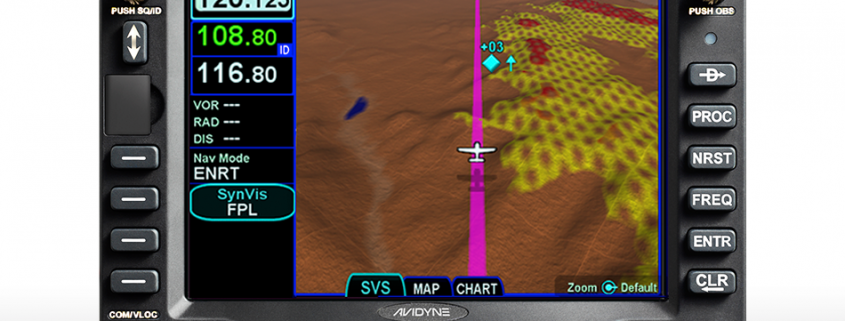 PUSH SQ/ID
PUSH OBS
120.125
108.80
ID
116.80
VOR ---
RAD ---
DIS ---
Nav Mode
ENRT
SynVis
FPL
+03
D
PROC
NRST
FREQ
ENTR
CLR
SVS
MAP
CHART
Zoom
Default
COM/VLOC
AVIDYNE